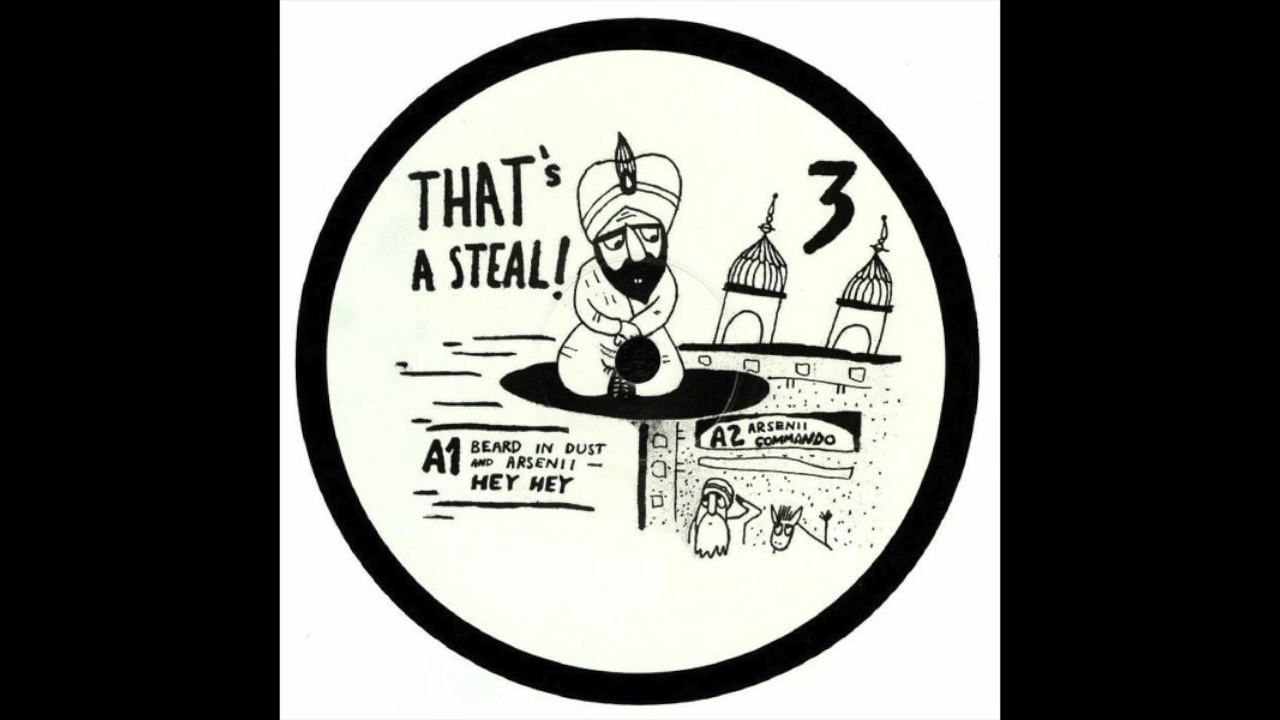 THAT's
A STEAL!
3
A1 BEARD IN DUST
AND ARSENII —
HEY HEY
A2 ARSENII
COMMANDO